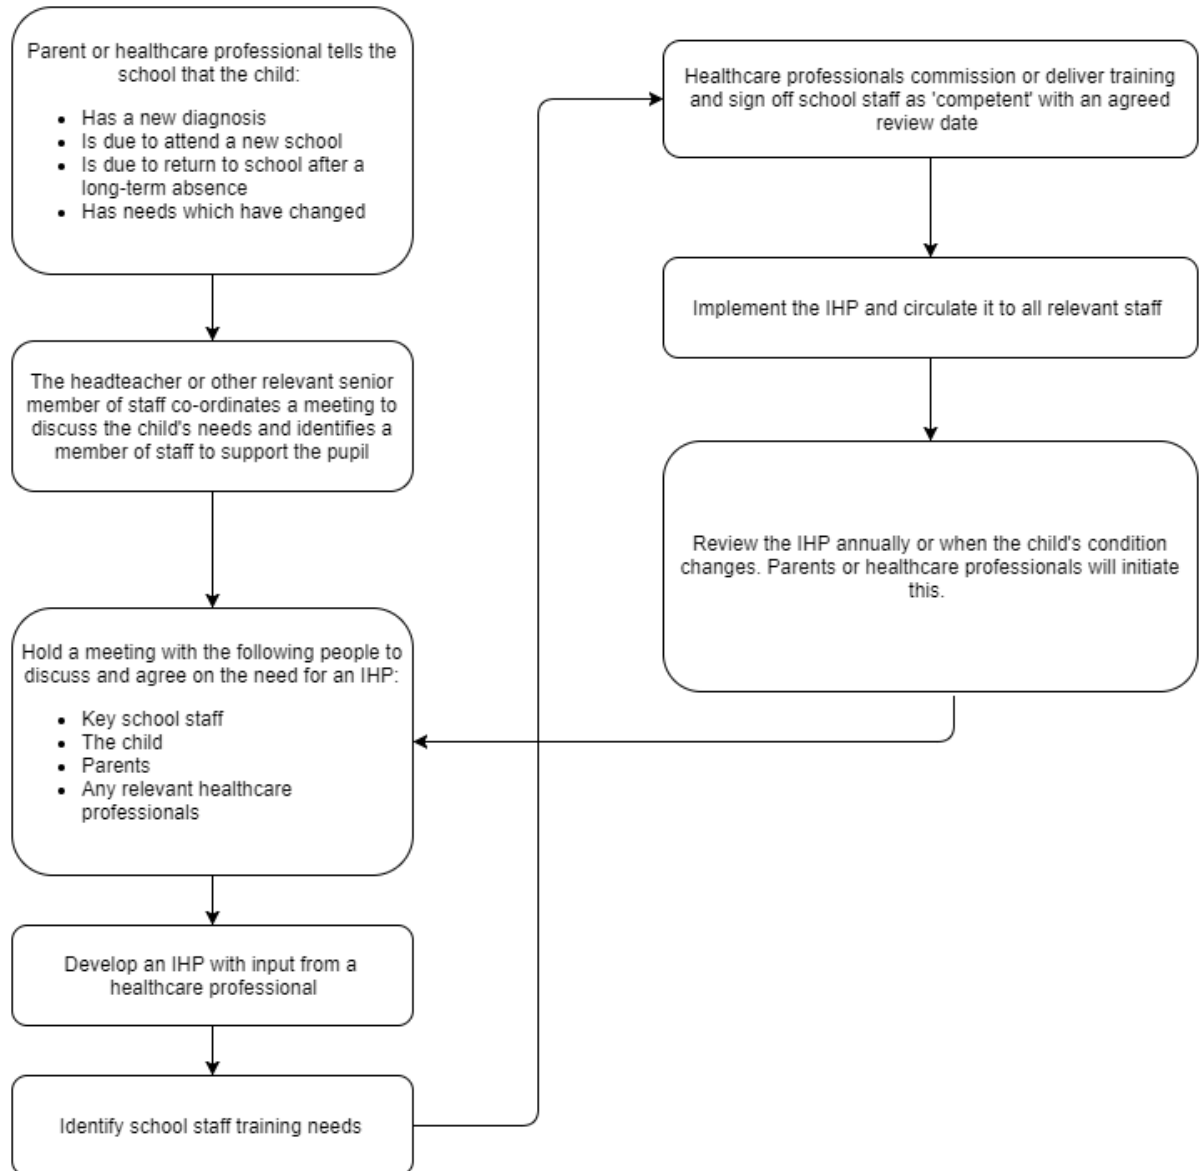 Parent or healthcare professional tells the
school that the child:
• Has a new diagnosis
• Is due to attend a new school
• Is due to return to school after a
long-term absence
• Has needs which have changed
The headteacher or other relevant senior
member of staff co-ordinates a meeting to
discuss the child's needs and identifies a
member of staff to support the pupil
Hold a meeting with the following people to
discuss and agree on the need for an IHP:
• Key school staff
• The child
• Parents
• Any relevant healthcare
professionals
Develop an IHP with input from a
healthcare professional
Identify school staff training needs
Healthcare professionals commission or deliver training
and sign off school staff as 'competent' with an agreed
review date
Implement the IHP and circulate it to all relevant staff
Review the IHP annually or when the child's condition
changes. Parents or healthcare professionals will initiate
this.